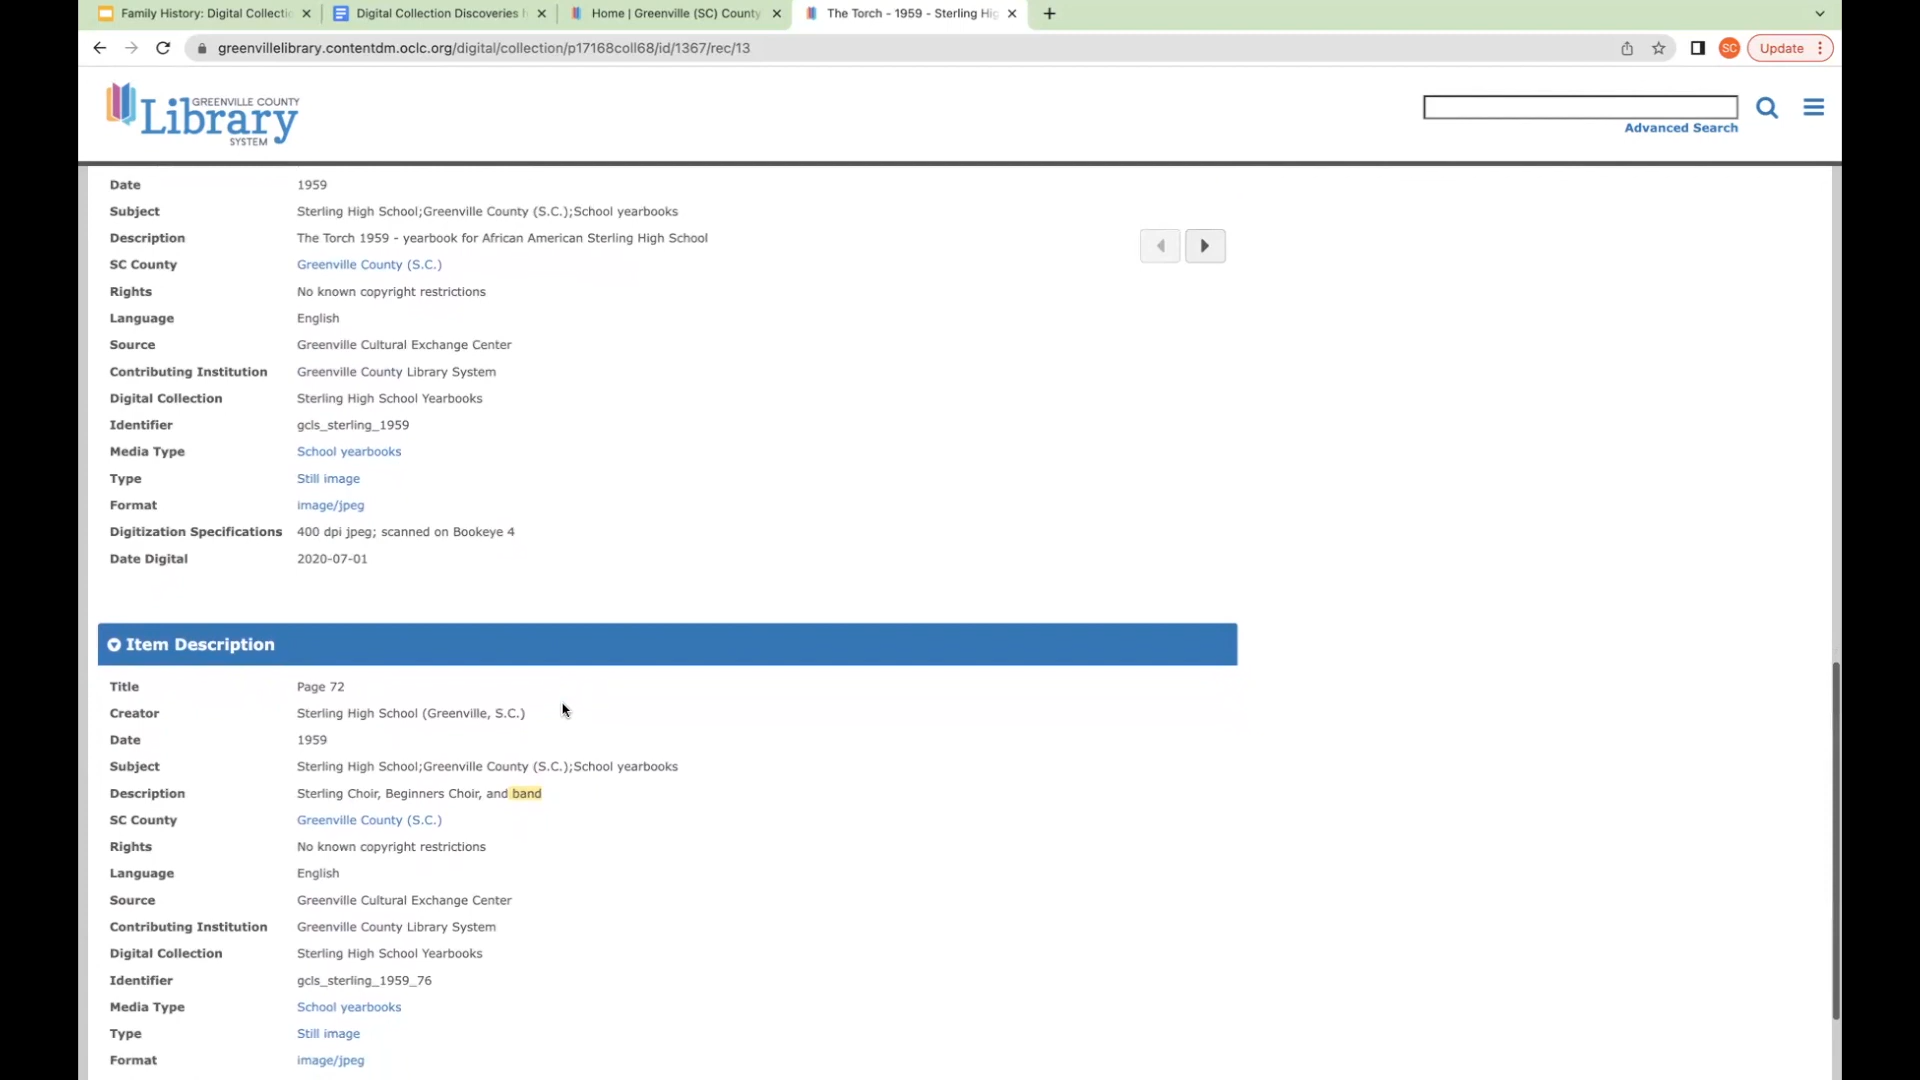 Family History: Digital Collecti
Digital Collection Discoveries
Home | Greenville (SC) County
The Torch - 1959 - Sterling Hig
greenvillelibrary.contentdm.oclc.org/digital/collection/p17168coll68/id/1367/rec/13
SC
Update
GREENVILLE COUNTY
Library
SYSTEM
Advanced Search
Date 1959
Subject Sterling High School;Greenville County (S.C.);School yearbooks
Description The Torch 1959 - yearbook for African American Sterling High School
SC County Greenville County (S.C.)
Rights No known copyright restrictions
Language English
Source Greenville Cultural Exchange Center
Contributing Institution Greenville County Library System
Digital Collection Sterling High School Yearbooks
Identifier gcls_sterling_1959
Media Type School yearbooks
Type Still image
Format image/jpeg
Digitization Specifications 400 dpi jpeg; scanned on Bookeye 4
Date Digital 2020-07-01
Item Description
Title Page 72
Creator Sterling High School (Greenville, S.C.)
Date 1959
Subject Sterling High School;Greenville County (S.C.);School yearbooks
Description Sterling Choir, Beginners Choir, and band
SC County Greenville County (S.C.)
Rights No known copyright restrictions
Language English
Source Greenville Cultural Exchange Center
Contributing Institution Greenville County Library System
Digital Collection Sterling High School Yearbooks
Identifier gcls_sterling_1959_76
Media Type School yearbooks
Type Still image
Format image/jpeg